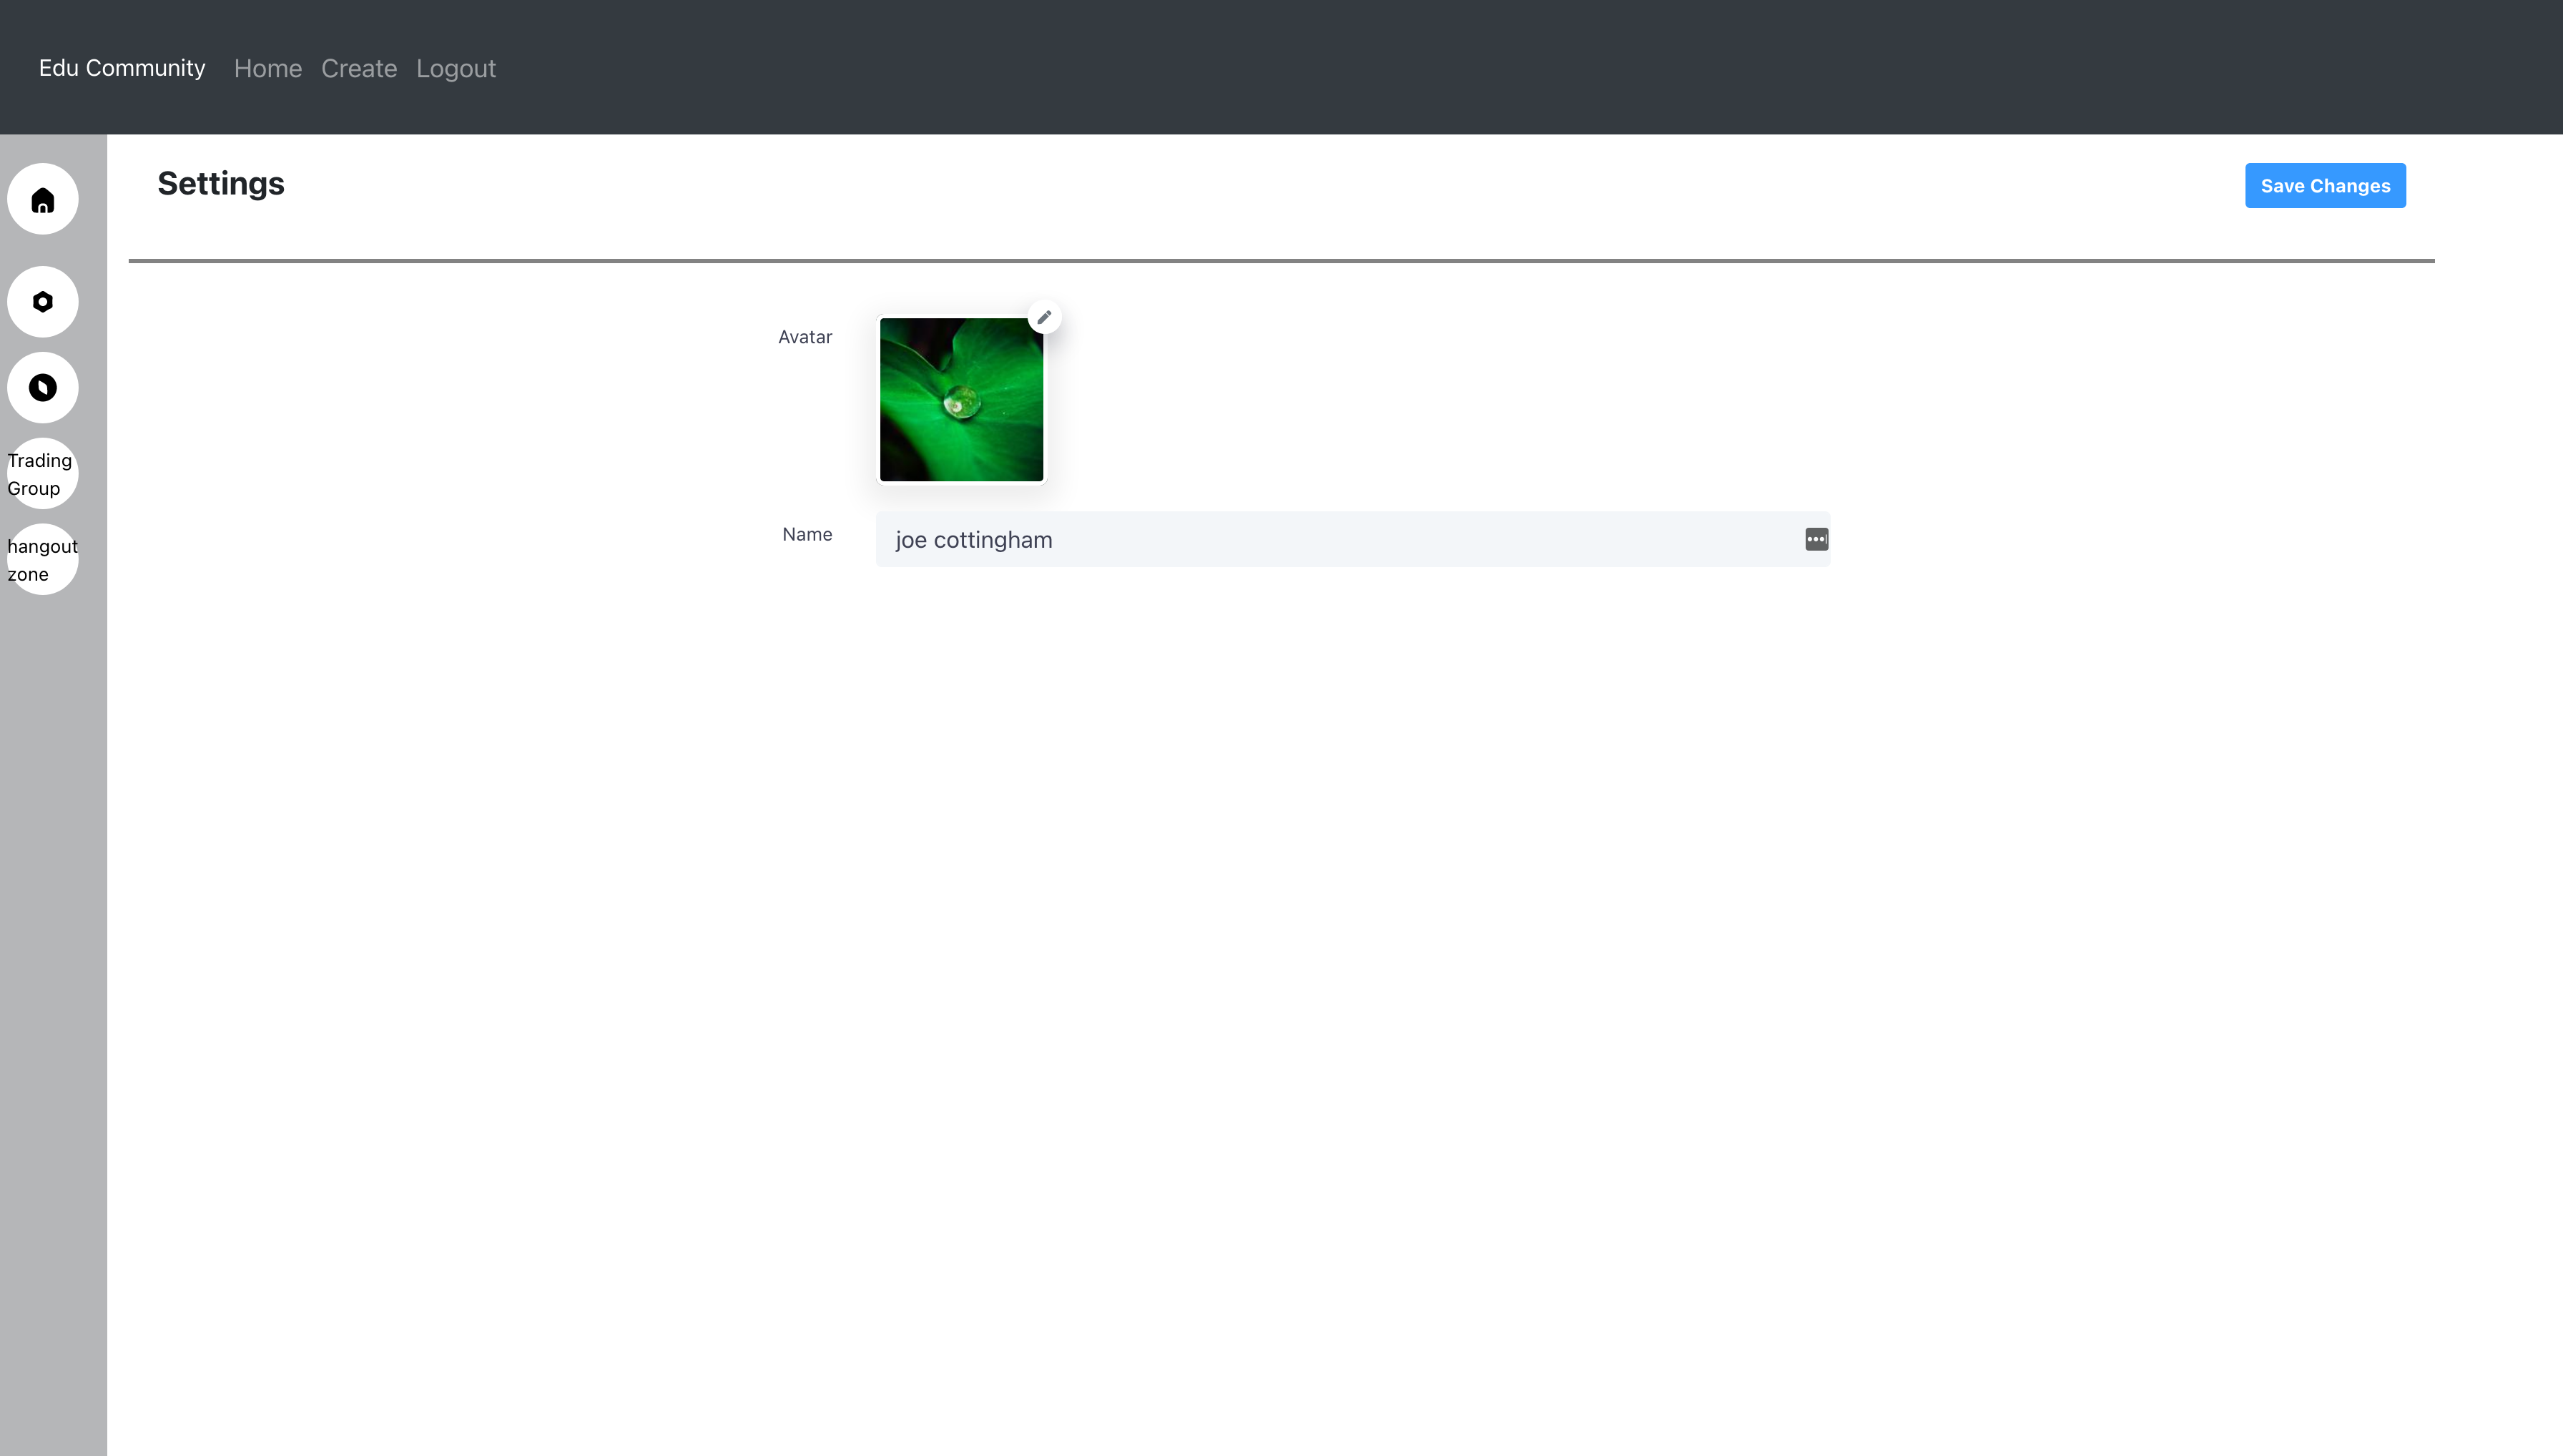 Edu Community Home Create Logout
Settings
Save Changes
Avatar
Trading
Group
Name
joe cottingham
hangout
zone